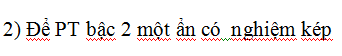 2) Để PT bậc 2 một ẩn có nghiệm kép